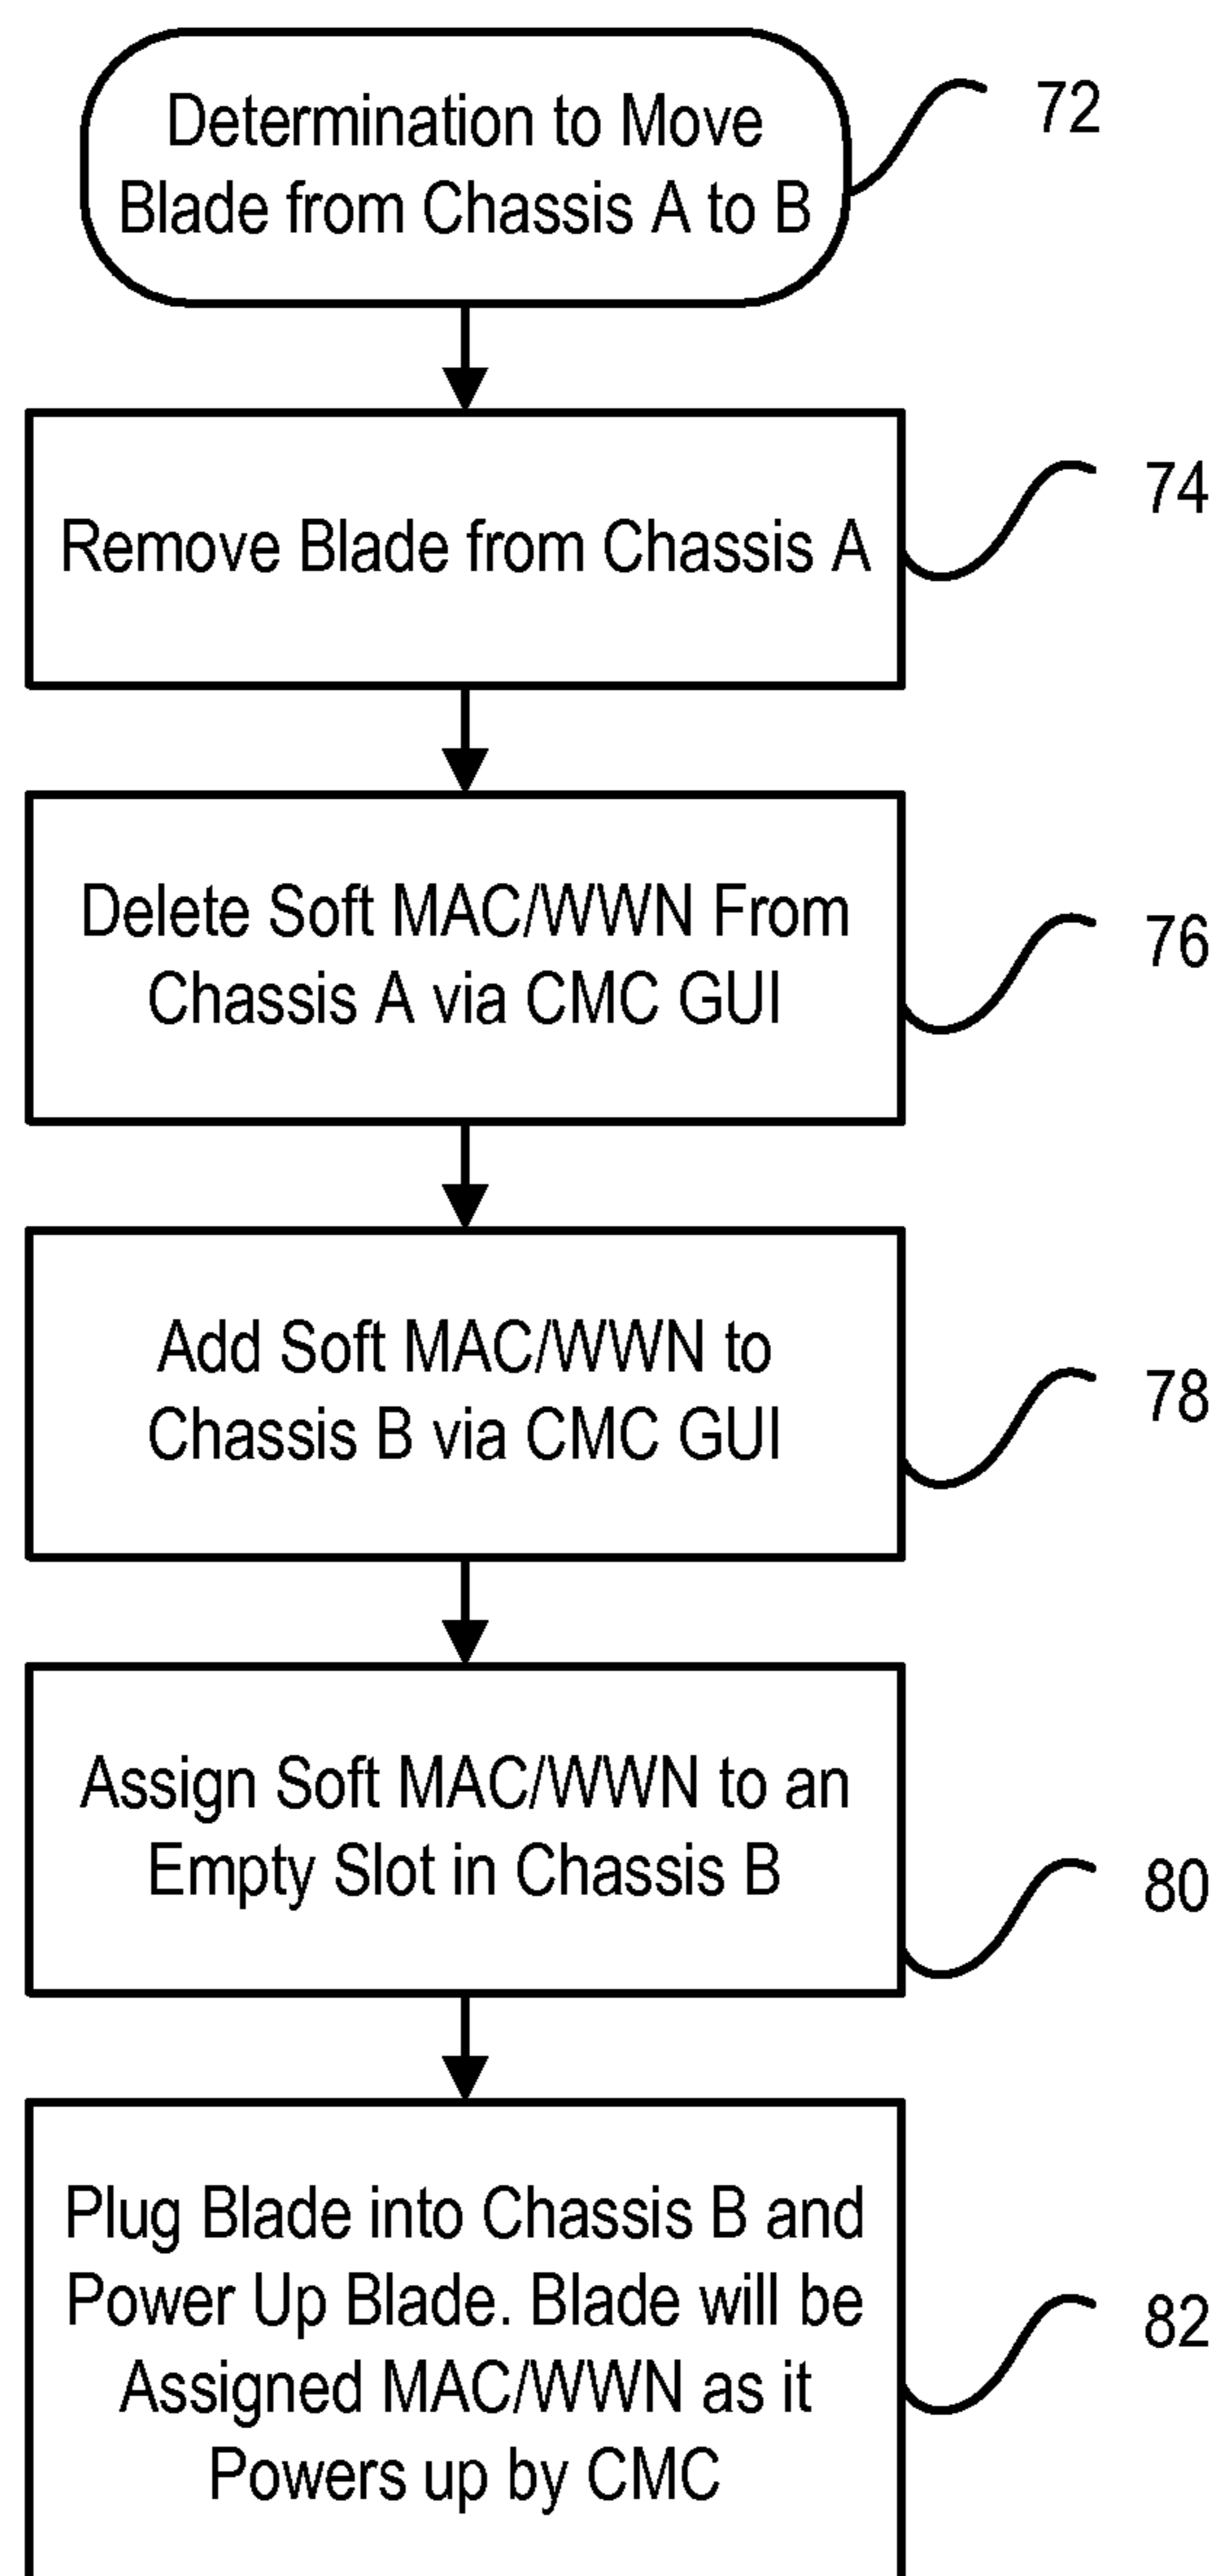 Determination to Move
Blade from Chassis A to B
72
Remove Blade from Chassis A
74
Delete Soft MAC/WWN From
Chassis A via CMC GUI
76
Add Soft MAC/WWN to
Chassis B via CMC GUI
78
Assign Soft MAC/WWN to an
Empty Slot in Chassis B
80
Plug Blade into Chassis B and
Power Up Blade. Blade will be
Assigned MAC/WWN as it
Powers up by CMC
82